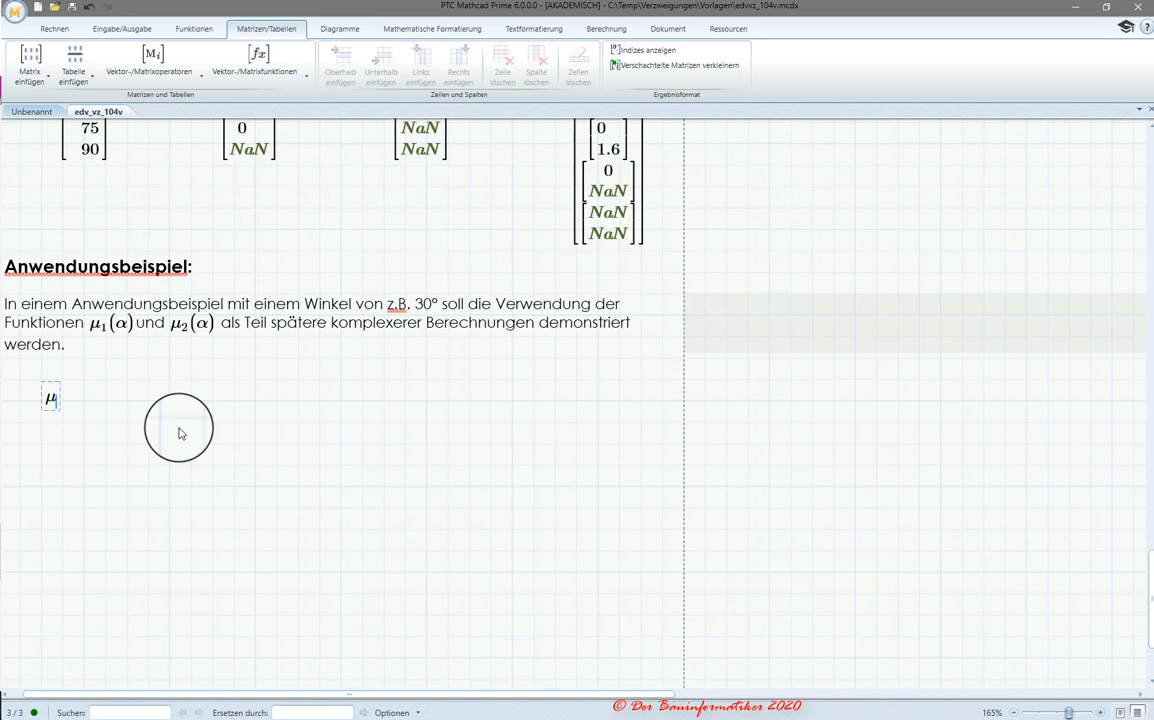 PTC Mathcad Prime 6.0.0.0 - [AKADEMISCH] - C:\Temp\Verzweigungen\Vorlagen\edvvz_104v.mcdx
Rechnen Eingabe/Ausgabe Funktionen Matrizen/Tabellen Diagramme Mathematische Formatierung Textformatierung Berechnung Dokument Ressourcen
Matrix einfügen
Tabelle einfügen
Vektor-/Matrixoperatoren
Vektor-/Matrixfunktionen
Oberhalb einfügen
Unterhalb einfügen
Links einfügen
Rechts einfügen
Zeile löschen
Spalte löschen
Zeilen löschen
Indizes anzeigen
Verschachtelte Matrizen verkleinern
Matrizen und Tabellen
Zeilen und Spalten
Ergebnisformat
Unbenannt edv_vz_104v
75 0 NaN 0
90 NaN NaN 1.6
0
NaN
NaN
NaN
Anwendungsbeispiel:
In einem Anwendungsbeispiel mit einem Winkel von z.B. 30° soll die Verwendung der
Funktionen μ₁(α) und μ₂(α) als Teil spätere komplexerer Berechnungen demonstriert
werden.
μ
3 / 3 Suchen: Ersetzen durch: Optionen 165%
© Der Bauinformatiker 2020